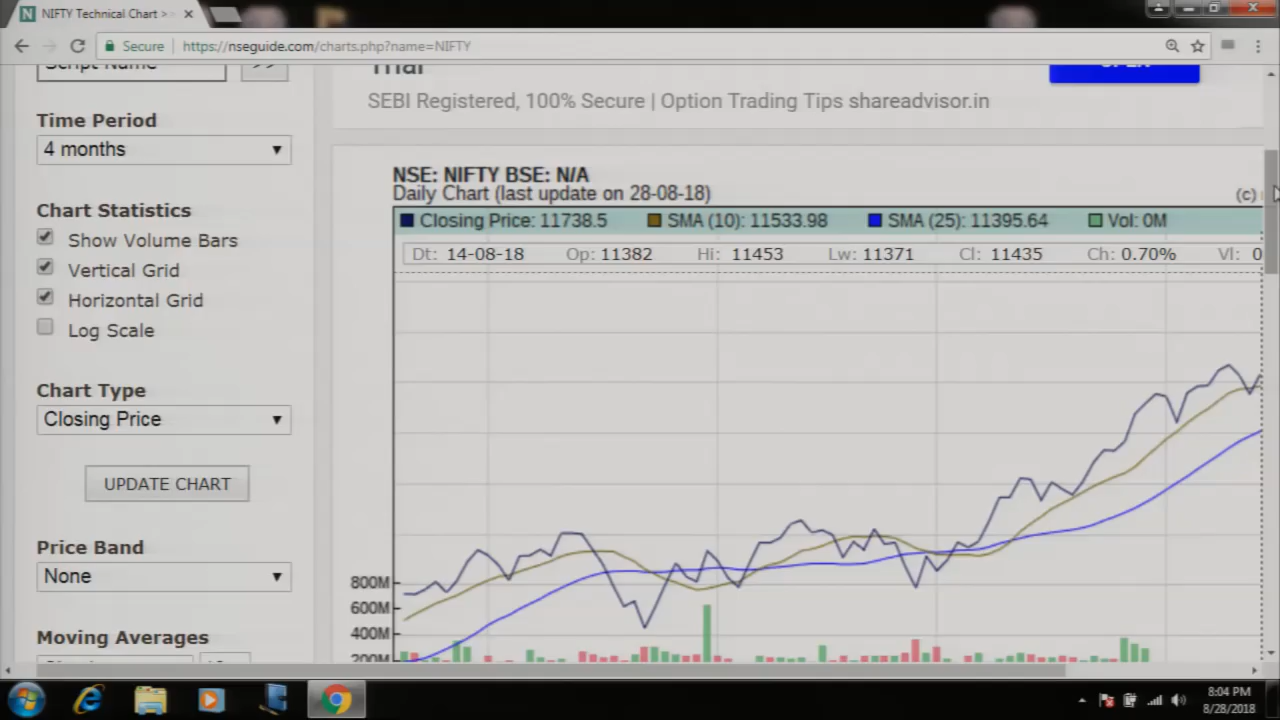 NIFTY Technical Chart >
Secure https://nseguide.com/charts.php?name=NIFTY
Script Name >>
Trial
OPEN
SEBI Registered, 100% Secure | Option Trading Tips shareadvisor.in
Time Period
4 months
Chart Statistics
Show Volume Bars
Vertical Grid
Horizontal Grid
Log Scale
Chart Type
Closing Price
UPDATE CHART
Price Band
None
Moving Averages
NSE: NIFTY BSE: N/A
Daily Chart (last update on 28-08-18)
(c)
Closing Price: 11738.5 SMA (10): 11533.98 SMA (25): 11395.64 Vol: 0M
Dt: 14-08-18 Op: 11382 Hi: 11453 Lw: 11371 Cl: 11435 Ch: 0.70% Vl: 0
800M
600M
400M
200M
8:04 PM
8/28/2018